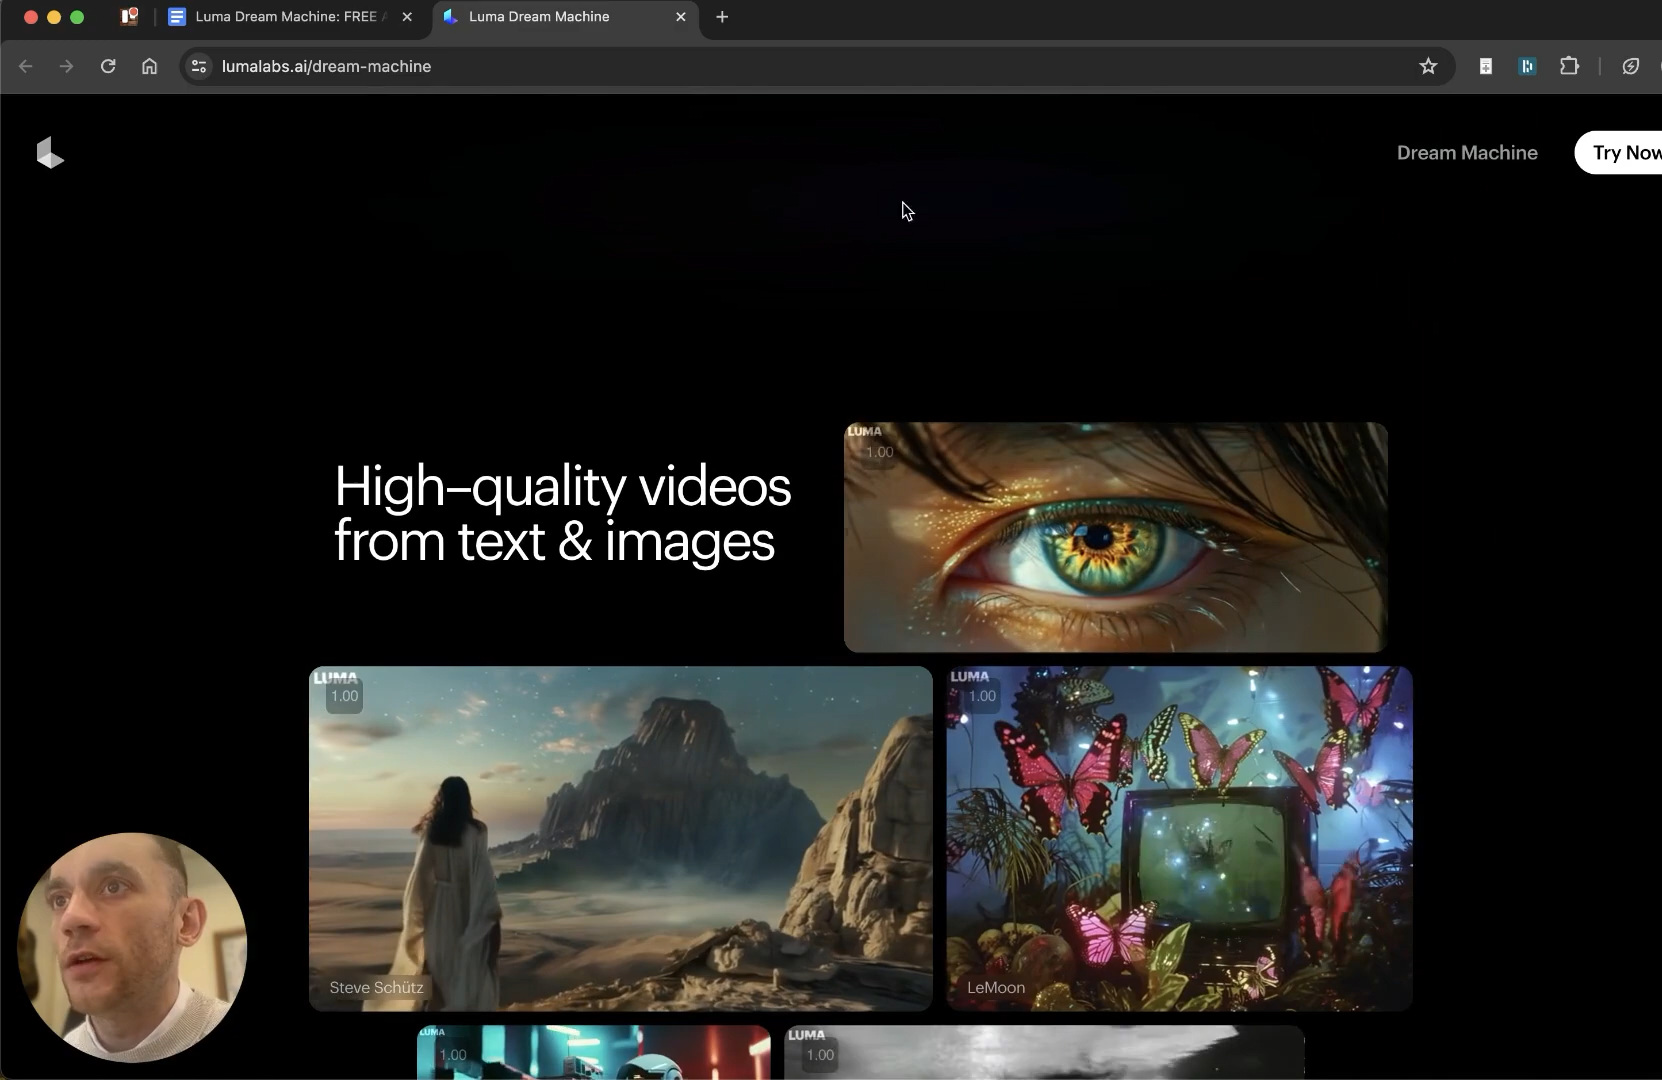 Luma Dream Machine: FREE
Luma Dream Machine
lumalabs.ai/dream-machine
Dream Machine
Try Now
High–quality videos
from text & images
LUMA
1.00
LUMA
1.00
Steve Schütz
LUMA
1.00
LeMoon
LUMA
1.00
LUMA
1.00